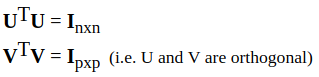 UᵀU = Iₙₓₙ
VᵀV = Iₚₓₚ (i.e. U and V are orthogonal)